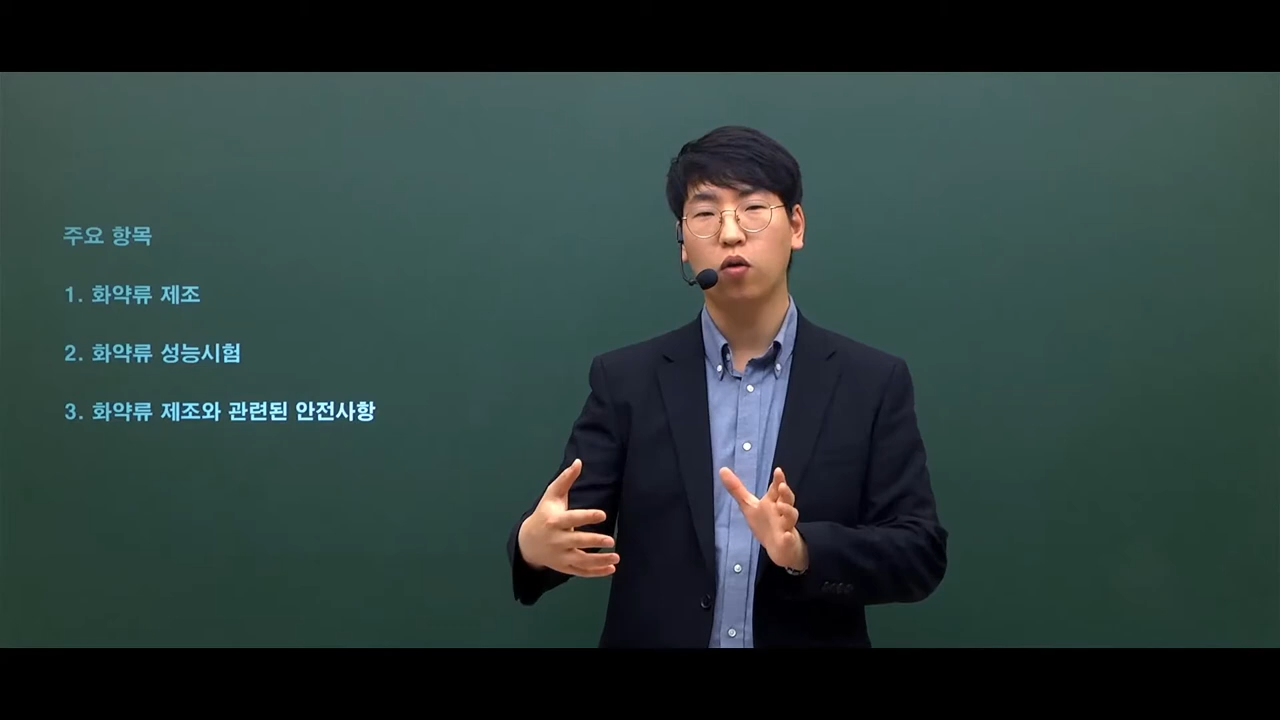 주요 항목
1. 화약류 제조
2. 화약류 성능시험
3. 화약류 제조와 관련된 안전사항